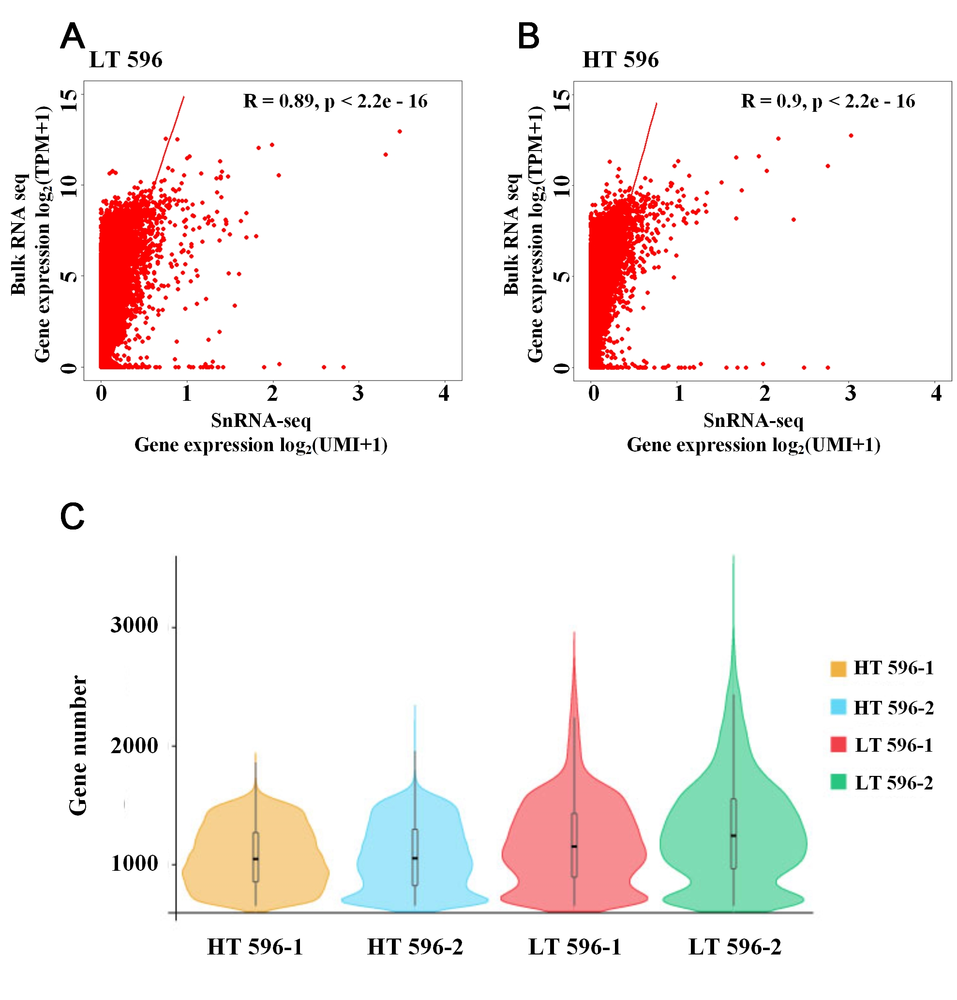 A
LT 596
R = 0.89, p < 2.2e - 16
Bulk RNA seq
Gene expression log₂(TPM+1)
15
10
5
0
0 1 2 3 4
SnRNA-seq
Gene expression log₂(UMI+1)
B
HT 596
R = 0.9, p < 2.2e - 16
Bulk RNA seq
Gene expression log₂(TPM+1)
15
10
5
0
0 1 2 3 4
SnRNA-seq
Gene expression log₂(UMI+1)
C
Gene number
3000
2000
1000
HT 596-1 HT 596-2 LT 596-1 LT 596-2
HT 596-1
HT 596-2
LT 596-1
LT 596-2